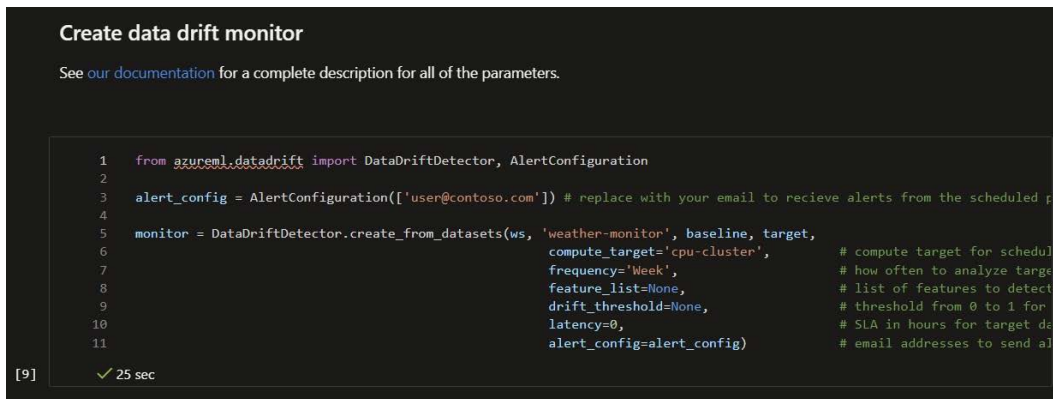 Create data drift monitor
See our documentation for a complete description for all of the parameters.
1 from azureml.datadrift import DataDriftDetector, AlertConfiguration
2
3 alert_config = AlertConfiguration(['user@contoso.com']) # replace with your email to recieve alerts from the scheduled p
4
5 monitor = DataDriftDetector.create_from_datasets(ws, 'weather-monitor', baseline, target,
6 compute_target='cpu-cluster', # compute target for schedul
7 frequency='Week', # how often to analyze targe
8 feature_list=None, # list of features to detect
9 drift_threshold=None, # threshold from 0 to 1 for
10 latency=0, # SLA in hours for target da
11 alert_config=alert_config) # email addresses to send al
[9] 25 sec